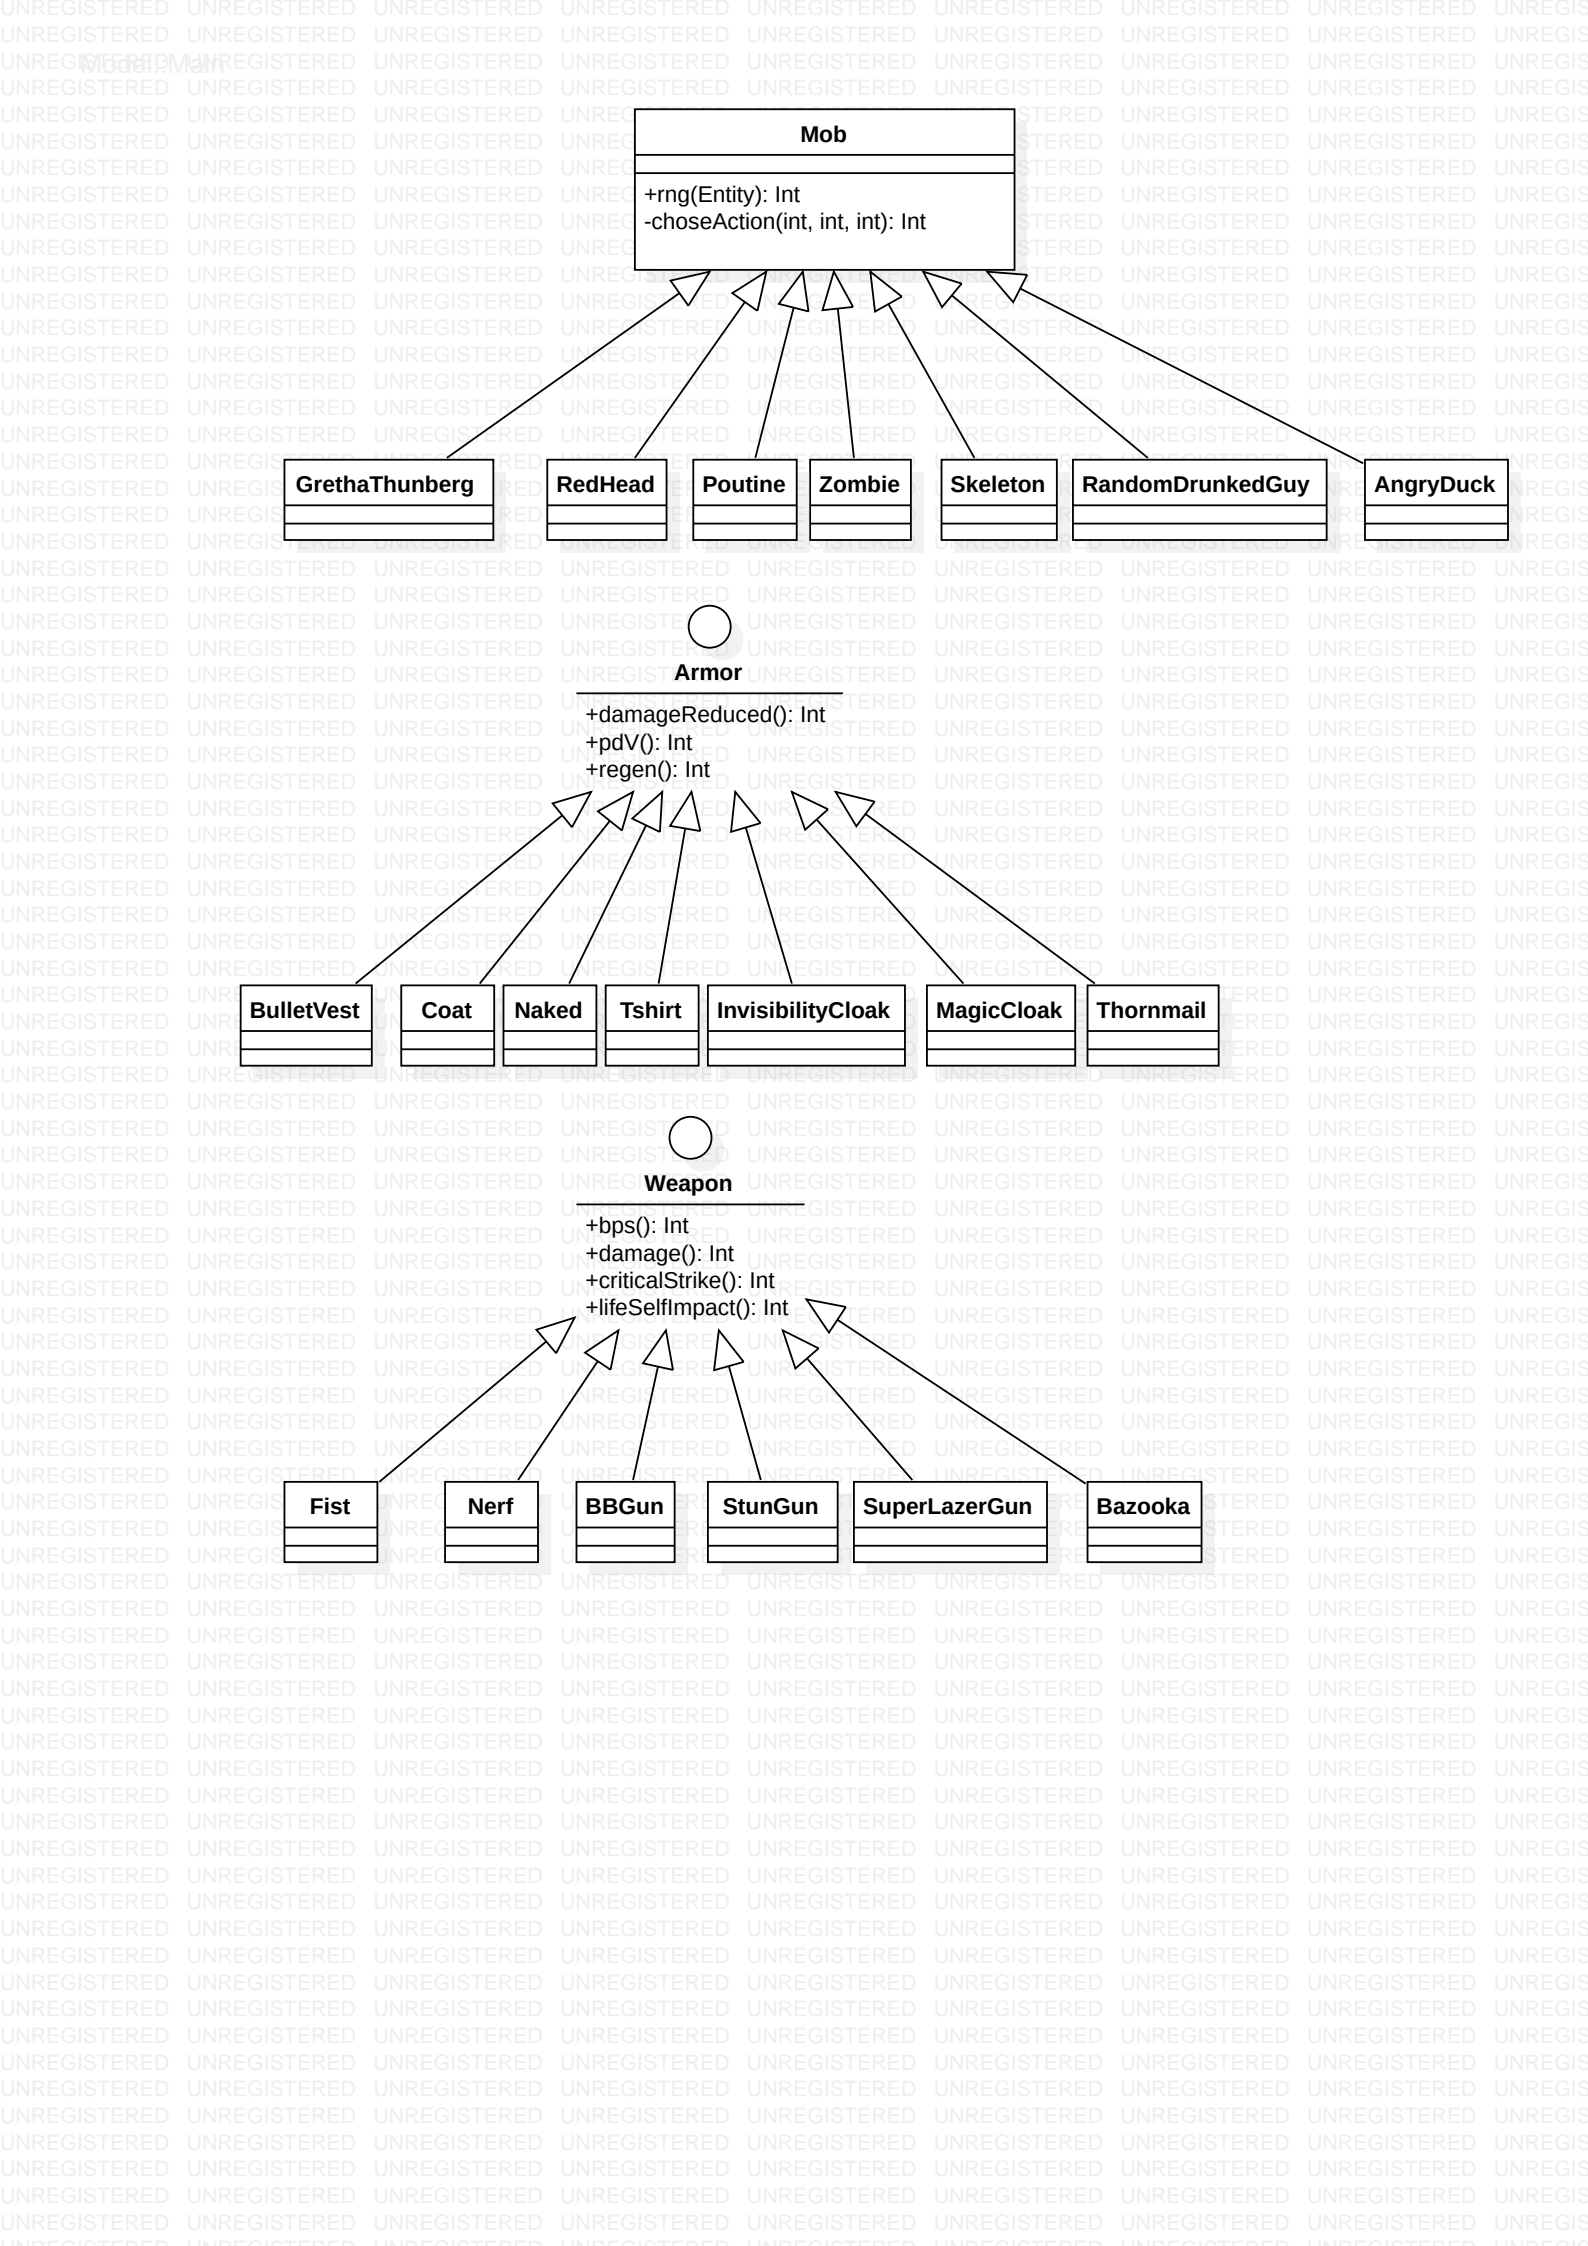 Model::Main
Mob
+rng(Entity): Int
-choseAction(int, int, int): Int
GrethaThunberg
RedHead
Poutine
Zombie
Skeleton
RandomDrunkedGuy
AngryDuck
Armor
+damageReduced(): Int
+pdV(): Int
+regen(): Int
BulletVest
Coat
Naked
Tshirt
InvisibilityCloak
MagicCloak
Thornmail
Weapon
+bps(): Int
+damage(): Int
+criticalStrike(): Int
+lifeSelfImpact(): Int
Fist
Nerf
BBGun
StunGun
SuperLazerGun
Bazooka
UNREGISTERED